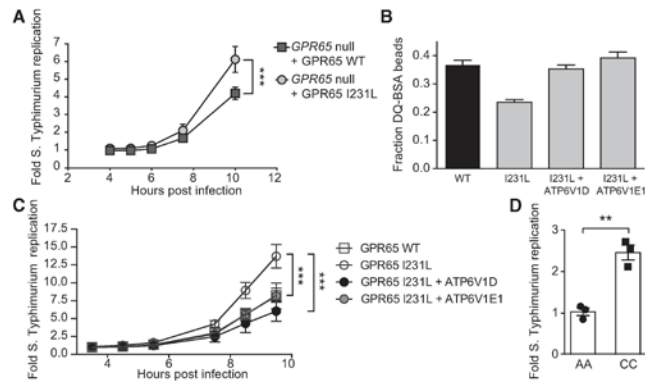 A
Fold S. Typhimurium replication
7
6
5
4
3
2
1
0
2 4 6 8 10 12
Hours post infection
***
GPR65 null
+ GPR65 WT
GPR65 null
+ GPR65 I231L
B
Fraction DQ-BSA beads
0.4
0.3
0.2
0.1
0.0
WT I231L I231L + I231L +
ATP6V1D ATP6V1E1
C
Fold S. Typhimurium replication
17.5
15.0
12.5
10.0
7.5
5.0
2.5
0.0
4 6 8 10
Hours post infection
***
***
GPR65 WT
GPR65 I231L
GPR65 I231L + ATP6V1D
GPR65 I231L + ATP6V1E1
D
Fold S. Typhimurium replication
**
3
2
1
0
AA CC